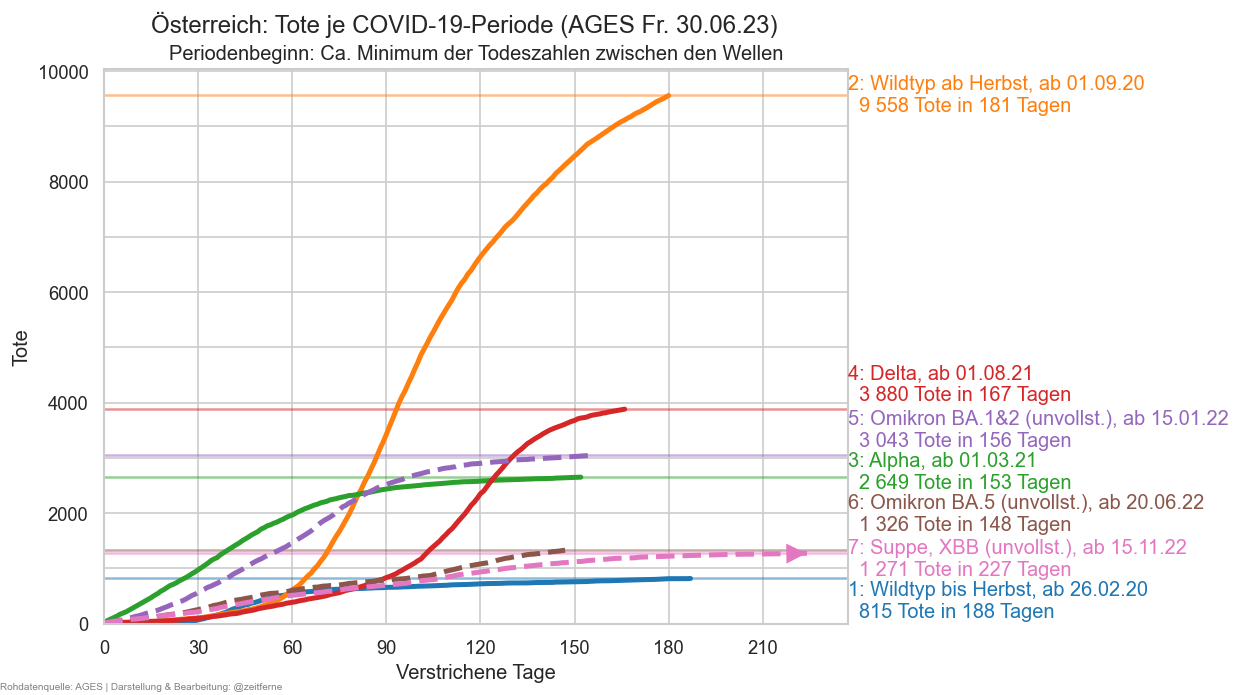 Österreich: Tote je COVID-19-Periode (AGES Fr. 30.06.23)
Periodenbeginn: Ca. Minimum der Todeszahlen zwischen den Wellen
10000
8000
6000
4000
2000
0
Tote
0 30 60 90 120 150 180 210
Verstrichene Tage
2: Wildtyp ab Herbst, ab 01.09.20
9 558 Tote in 181 Tagen
4: Delta, ab 01.08.21
3 880 Tote in 167 Tagen
5: Omikron BA.1&2 (unvollst.), ab 15.01.22
3 043 Tote in 156 Tagen
3: Alpha, ab 01.03.21
2 649 Tote in 153 Tagen
6: Omikron BA.5 (unvollst.), ab 20.06.22
1 326 Tote in 148 Tagen
7: Suppe, XBB (unvollst.), ab 15.11.22
1 271 Tote in 227 Tagen
1: Wildtyp bis Herbst, ab 26.02.20
815 Tote in 188 Tagen
Rohdatenquelle: AGES | Darstellung & Bearbeitung: @zeitferne